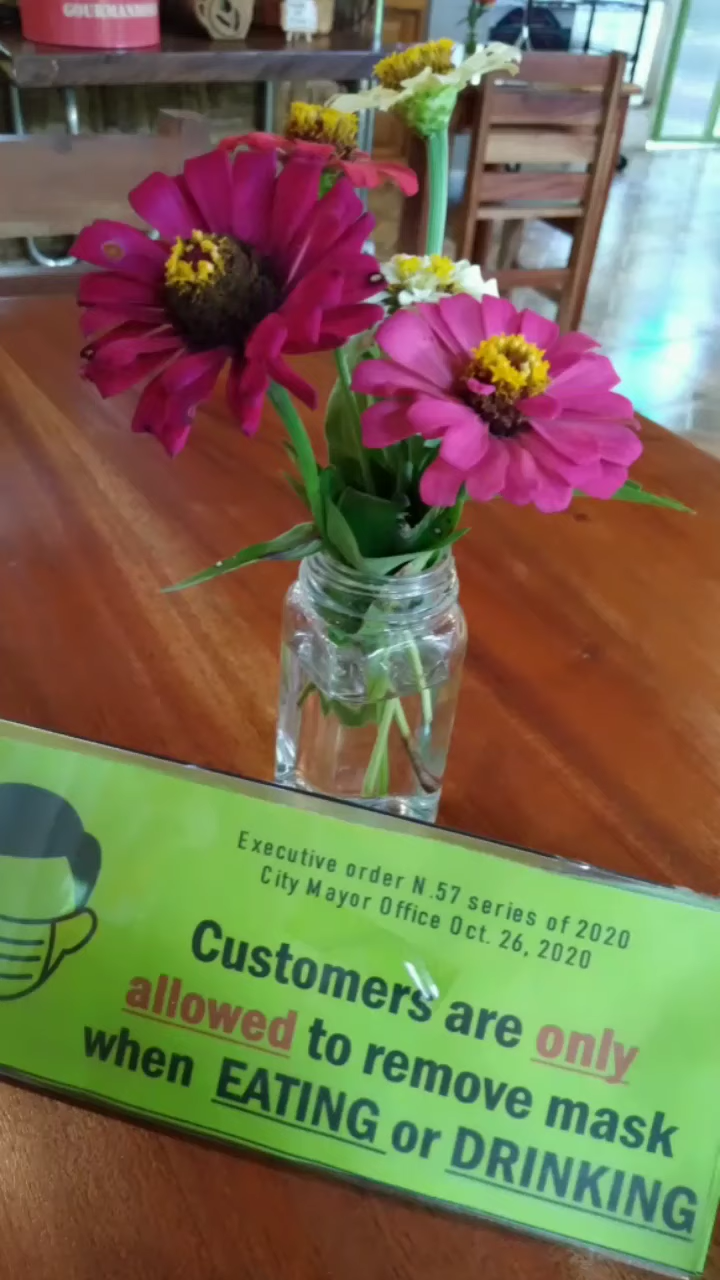 GOURMANDISE
Executive order N.57 series of 2020
City Mayor Office Oct. 26, 2020
Customers are only
allowed to remove mask
when EATING or DRINKING